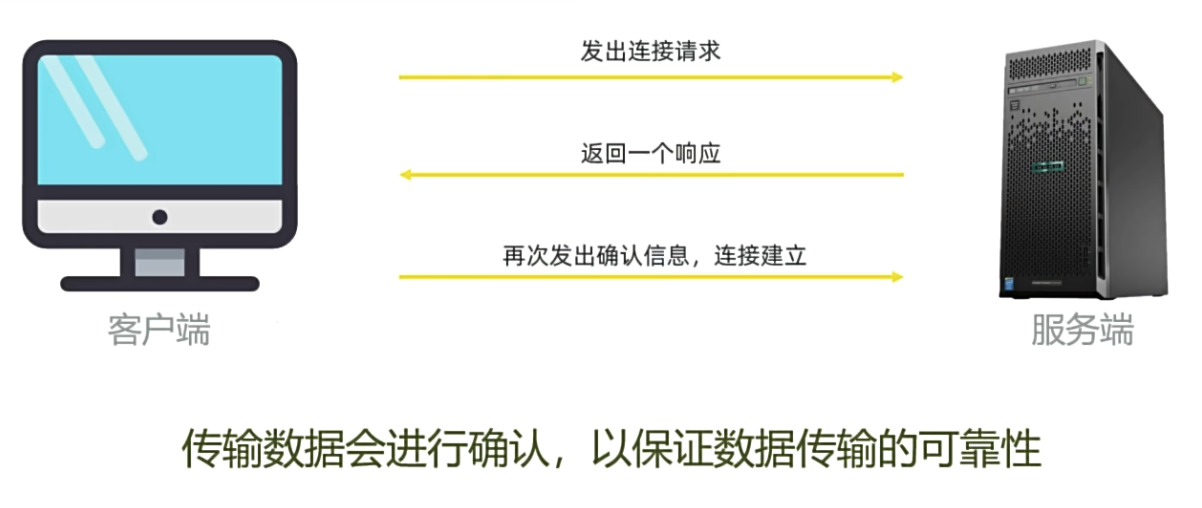 发出连接请求
返回一个响应
再次发出确认信息，连接建立
客户端
服务端
传输数据会进行确认，以保证数据传输的可靠性